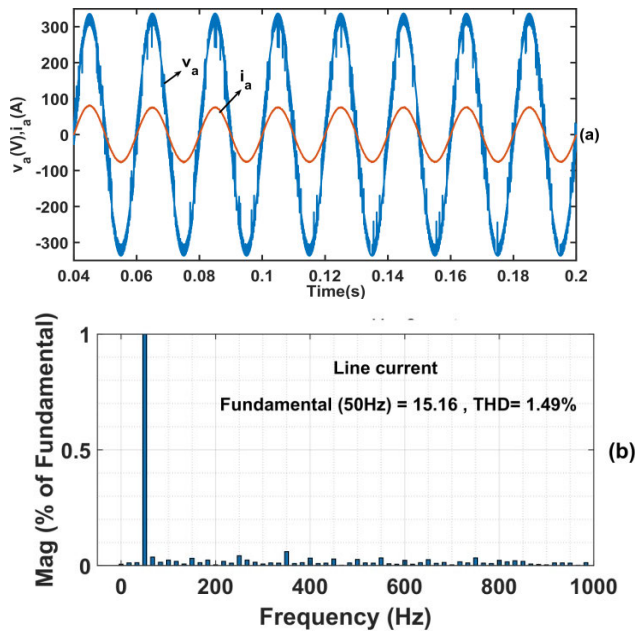 300
200
100
0
-100
-200
-300
v_a(V),i_a(A)
v_a
i_a
(a)
0.04 0.06 0.08 0.1 0.12 0.14 0.16 0.18 0.2
Time(s)
1
0.5
0
Mag (% of Fundamental)
Line current
Fundamental (50Hz) = 15.16 , THD= 1.49%
(b)
0 200 400 600 800 1000
Frequency (Hz)